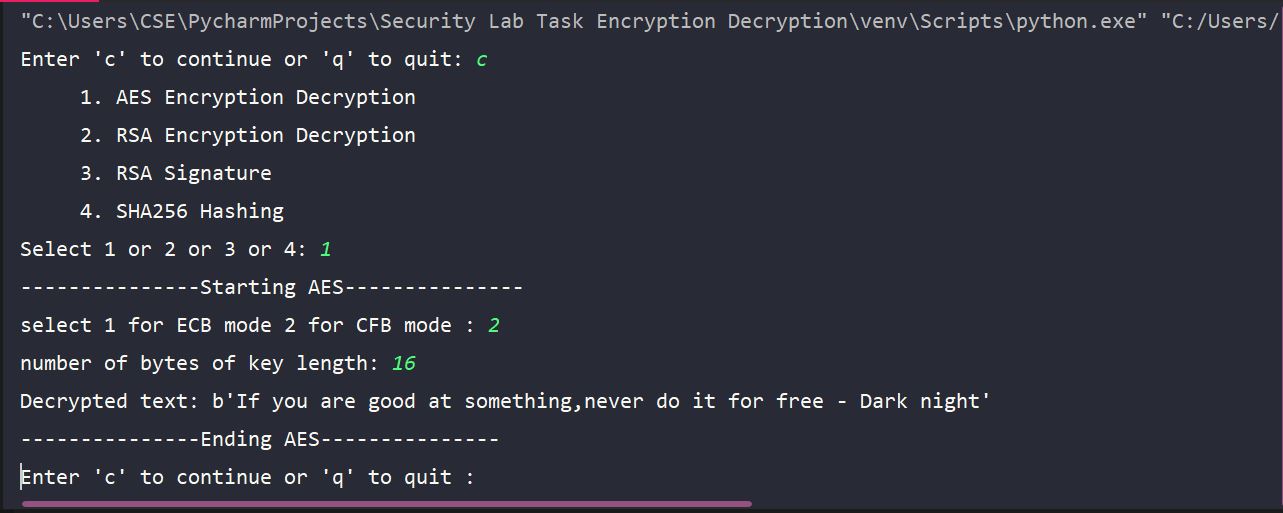 "C:\Users\CSE\PycharmProjects\Security Lab Task Encryption Decryption\venv\Scripts\python.exe" "C:/Users/
Enter 'c' to continue or 'q' to quit: c
     1. AES Encryption Decryption
     2. RSA Encryption Decryption
     3. RSA Signature
     4. SHA256 Hashing
Select 1 or 2 or 3 or 4: 1
---------------Starting AES---------------
select 1 for ECB mode 2 for CFB mode : 2
number of bytes of key length: 16
Decrypted text: b'If you are good at something,never do it for free - Dark night'
---------------Ending AES---------------
Enter 'c' to continue or 'q' to quit :